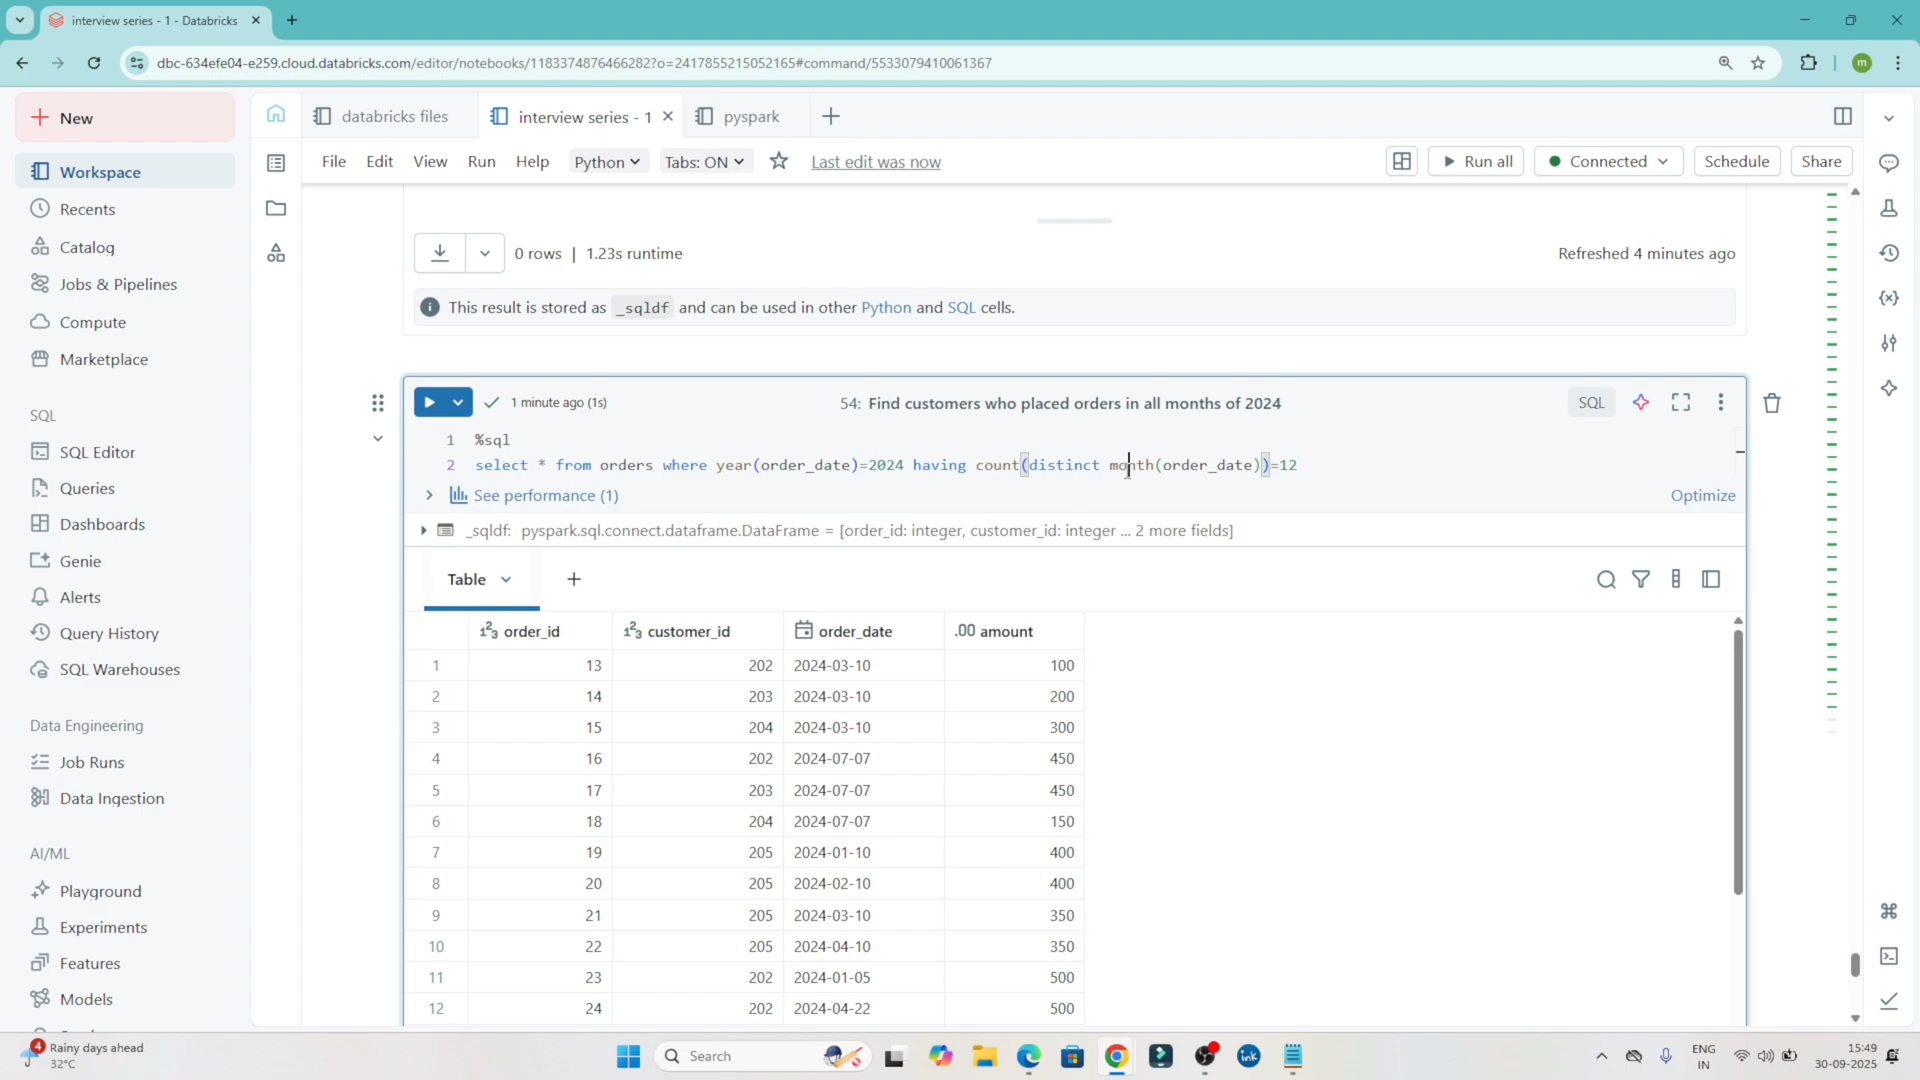 interview series - 1 - Databricks
dbc-634efe04-e259.cloud.databricks.com/editor/notebooks/1183374876466282?o=2417855215052165#command/5533079410061367
m
New
Workspace
Recents
Catalog
Jobs & Pipelines
Compute
Marketplace
SQL
SQL Editor
Queries
Dashboards
Genie
Alerts
Query History
SQL Warehouses
Data Engineering
Job Runs
Data Ingestion
AI/ML
Playground
Experiments
Features
Models
databricks files
interview series - 1
pyspark
File Edit View Run Help Python Tabs: ON Last edit was now
Run all Connected Schedule Share
0 rows | 1.23s runtime
Refreshed 4 minutes ago
This result is stored as _sqldf and can be used in other Python and SQL cells.
1 minute ago (1s)
54: Find customers who placed orders in all months of 2024
SQL
1 %sql
2 select * from orders where year(order_date)=2024 having count(distinct month(order_date))=12
See performance (1)
Optimize
_sqldf: pyspark.sql.connect.dataframe.DataFrame = [order_id: integer, customer_id: integer ... 2 more fields]
Table
order_id customer_id order_date .00 amount
1 13 202 2024-03-10 100
2 14 203 2024-03-10 200
3 15 204 2024-03-10 300
4 16 202 2024-07-07 450
5 17 203 2024-07-07 450
6 18 204 2024-07-07 150
7 19 205 2024-01-10 400
8 20 205 2024-02-10 400
9 21 205 2024-03-10 350
10 22 205 2024-04-10 350
11 23 202 2024-01-05 500
12 24 202 2024-04-22 500
4
Rainy days ahead
32°C
Search
ink
ENG
IN
15:49
30-09-2025